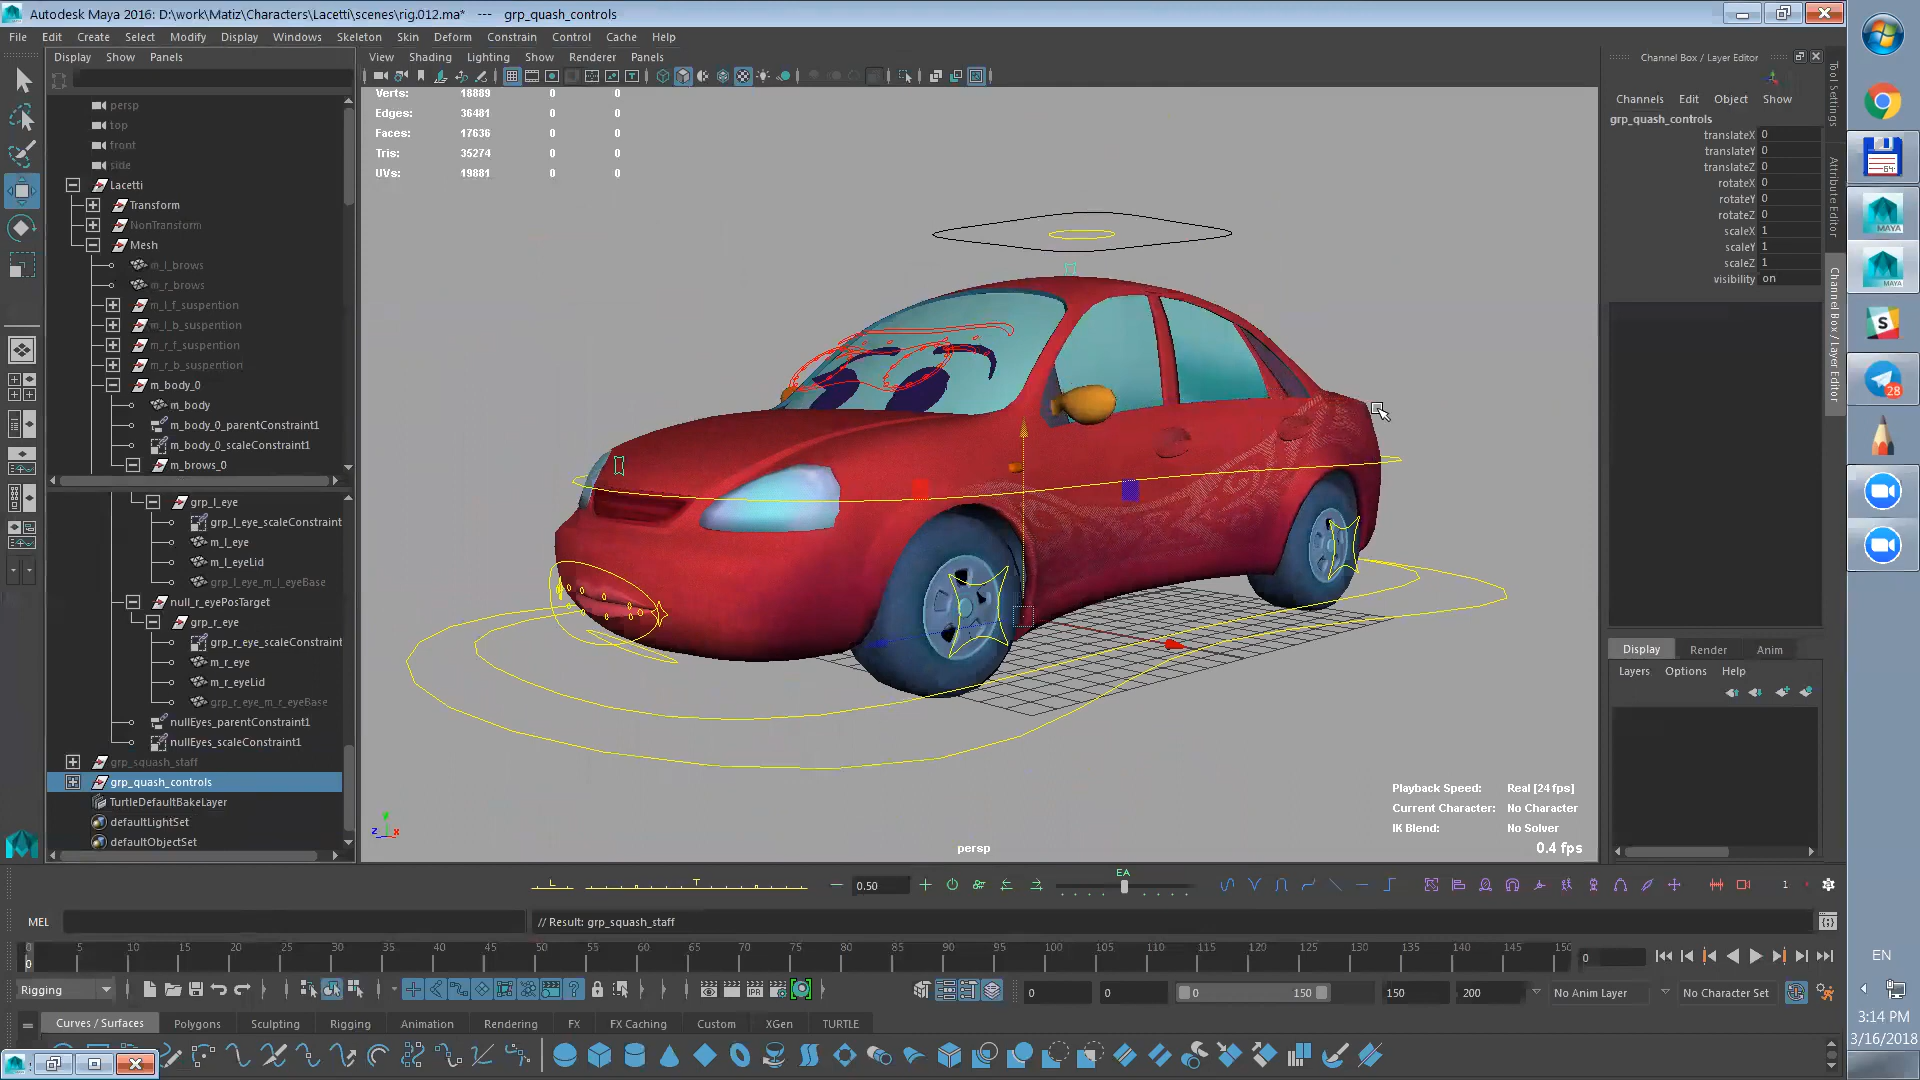 Autodesk Maya 2016: D:\work\Matiz\Characters\Lacetti\scenes\rig.012.ma* --- grp_quash_controls
File Edit Create Select Modify Display Windows Skeleton Skin Deform Constrain Control Cache Help
Display Show Panels
View Shading Lighting Show Renderer Panels
Channel Box / Layer Editor
Channels Edit Object Show
grp_quash_controls
translateX 0
translateY 0
translateZ 0
rotateX 0
rotateY 0
rotateZ 0
scaleX 1
scaleY 1
scaleZ 1
visibility on
Tool Settings
Attribute Editor
Channel Box / Layer Editor
persp
top
front
side
Lacetti
Transform
NonTransform
Mesh
m_l_brows
m_r_brows
m_l_f_suspention
m_l_b_suspention
m_r_f_suspention
m_r_b_suspention
m_body_0
m_body
m_body_0_parentConstraint1
m_body_0_scaleConstraint1
m_brows_0
grp_l_eye
grp_l_eye_scaleConstraint
m_l_eye
m_l_eyeLid
grp_l_eye_m_l_eyeBase
null_r_eyePosTarget
grp_r_eye
grp_r_eye_scaleConstraint
m_r_eye
m_r_eyeLid
grp_r_eye_m_r_eyeBase
nullEyes_parentConstraint1
nullEyes_scaleConstraint1
grp_squash_staff
grp_quash_controls
TurtleDefaultBakeLayer
defaultLightSet
defaultObjectSet
Verts: 18889 0 0
Edges: 36481 0 0
Faces: 17636 0 0
Tris: 35274 0 0
UVs: 19881 0 0
Playback Speed: Real [24 fps]
Current Character: No Character
IK Blend: No Solver
0.4 fps
persp
y
z x
Display Render Anim
Layers Options Help
L T 0.50 EA 1
MEL // Result: grp_squash_staff
0 5 10 15 20 25 30 35 40 45 50 55 60 65 70 75 80 85 90 95 100 105 110 115 120 125 130 135 140 145 150
0 0
Rigging IPR 0 0 0 150 150 200 No Anim Layer No Character Set
Curves / Surfaces Polygons Sculpting Rigging Animation Rendering FX FX Caching Custom XGen TURTLE
64
MAYA
MAYA
28
EN
3:14 PM
3/16/2018